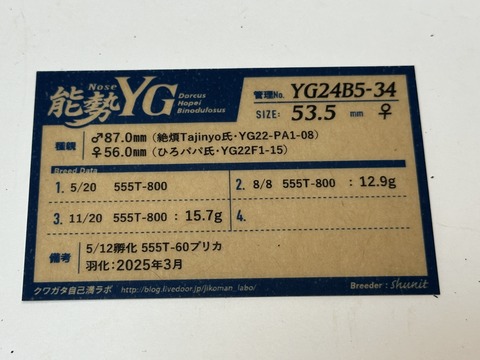 Nose
能勢YG
Dorcus
Hopei
Binodulosus
管理No. YG24B5-34
SIZE: 53.5 mm ♀
種親
♂87.0mm（絶煩Tajinyo氏・YG22-PA1-08）
♀56.0mm（ひろパパ氏・YG22F1-15）
Breed Data
1. 5/20 555T-800
2. 8/8 555T-800 : 12.9g
3. 11/20 555T-800 : 15.7g
4.
備考
5/12孵化 555T-60プリカ
羽化：2025年3月
クワガタ自己満ラボ http://blog.livedoor.jp/jikoman_labo/
Breeder : Shunit